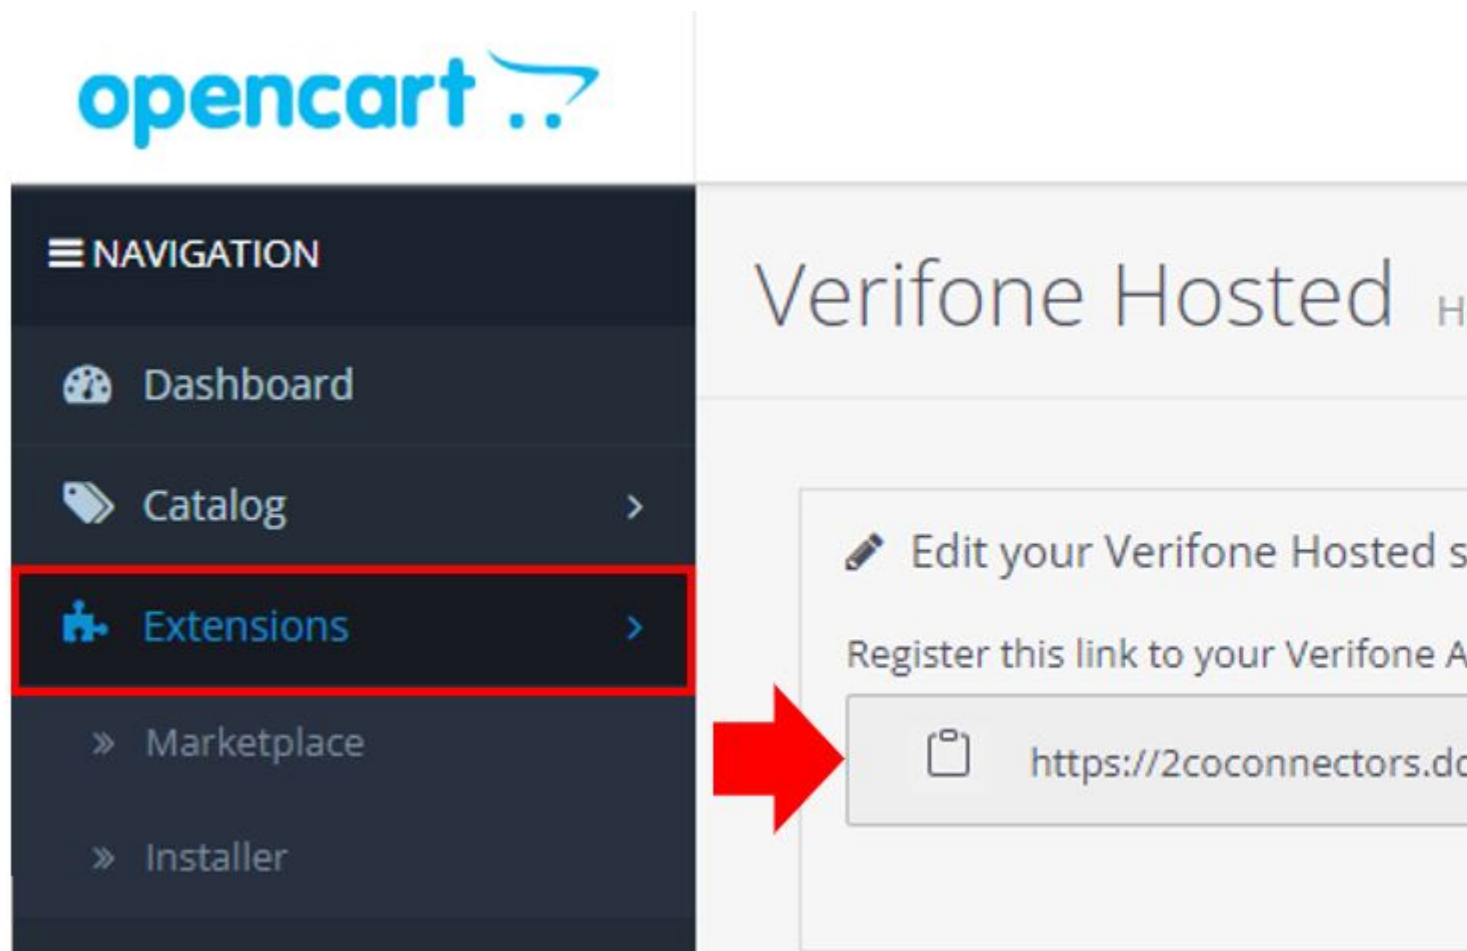 opencart
NAVIGATION
Dashboard
Catalog
Extensions
Marketplace
Installer
Verifone Hosted
Edit your Verifone Hosted
Register this link to your Verifone
https://2coconnectors.